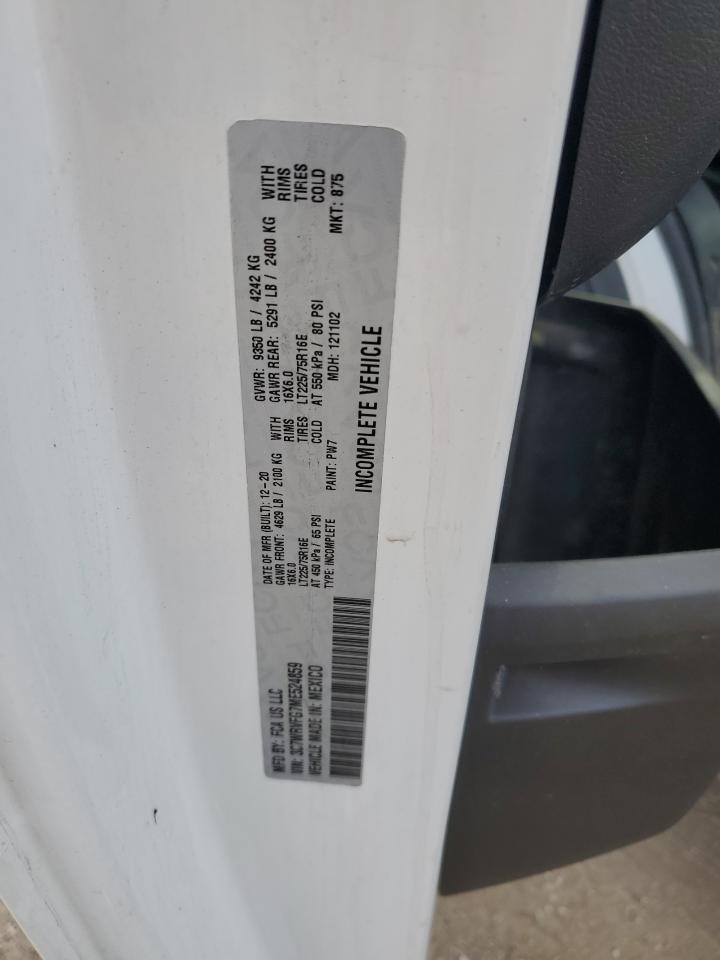 MFD BY: FCA US LLC
DATE OF MFR (BUILT): 12-20
GVWR: 9350 LB / 4242 KG
GAWR FRONT: 4629 LB / 2100 KG WITH
GAWR REAR: 5291 LB / 2400 KG WITH
16X6.0 RIMS
16X6.0 RIMS
LT225/75R16E TIRES
LT225/75R16E TIRES
AT 450 kPa / 65 PSI COLD
AT 550 kPa / 80 PSI COLD
VIN: 3C7WRVFG7ME524859
TYPE: INCOMPLETE
PAINT: PW7
MDH: 121102
MKT: 875
VEHICLE MADE IN: MEXICO
INCOMPLETE VEHICLE